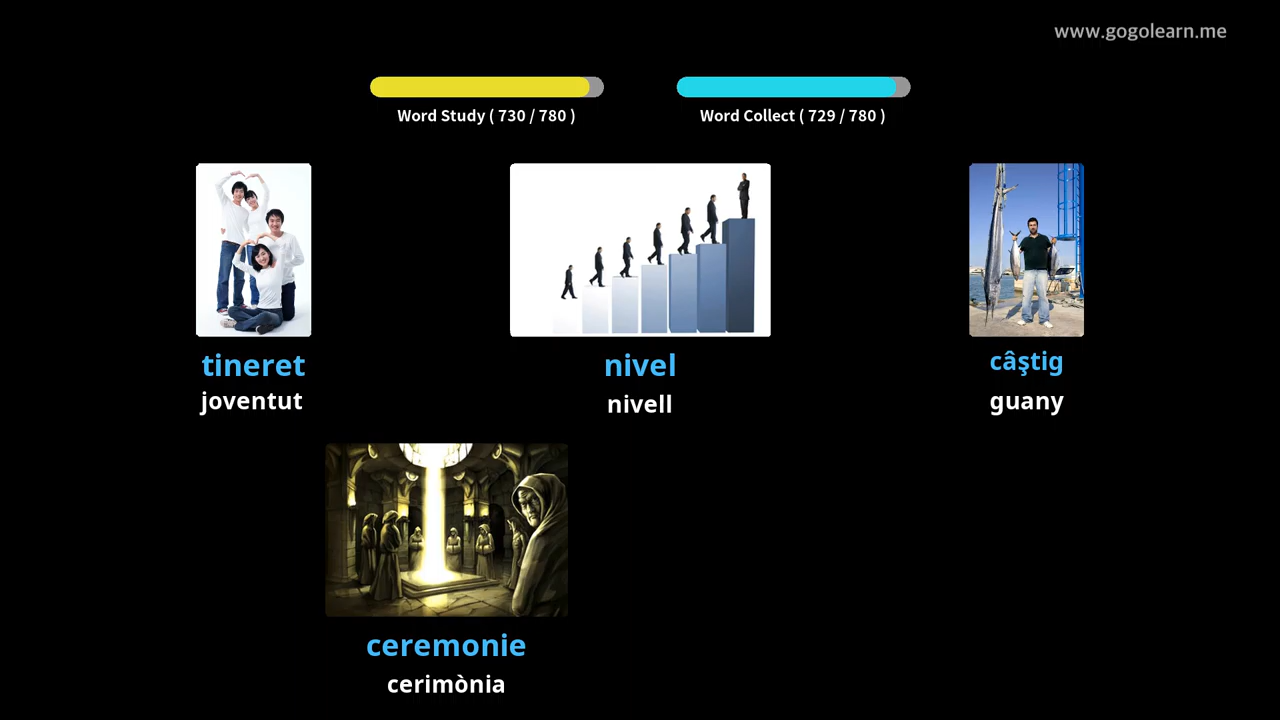 www.gogolearn.me
Word Study ( 730 / 780 )
Word Collect ( 729 / 780 )
tineret
joventut
nivel
nivell
câştig
guany
ceremonie
cerimònia